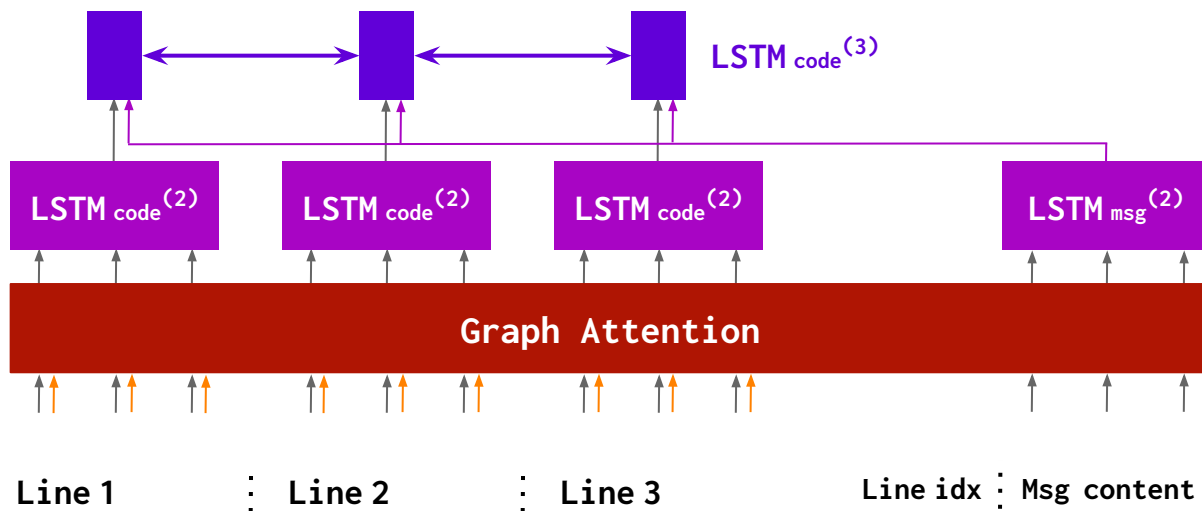 LSTM code(3)
LSTM code(2) LSTM code(2) LSTM code(2) LSTM msg(2)
Graph Attention
Line 1 Line 2 Line 3 Line idx Msg content